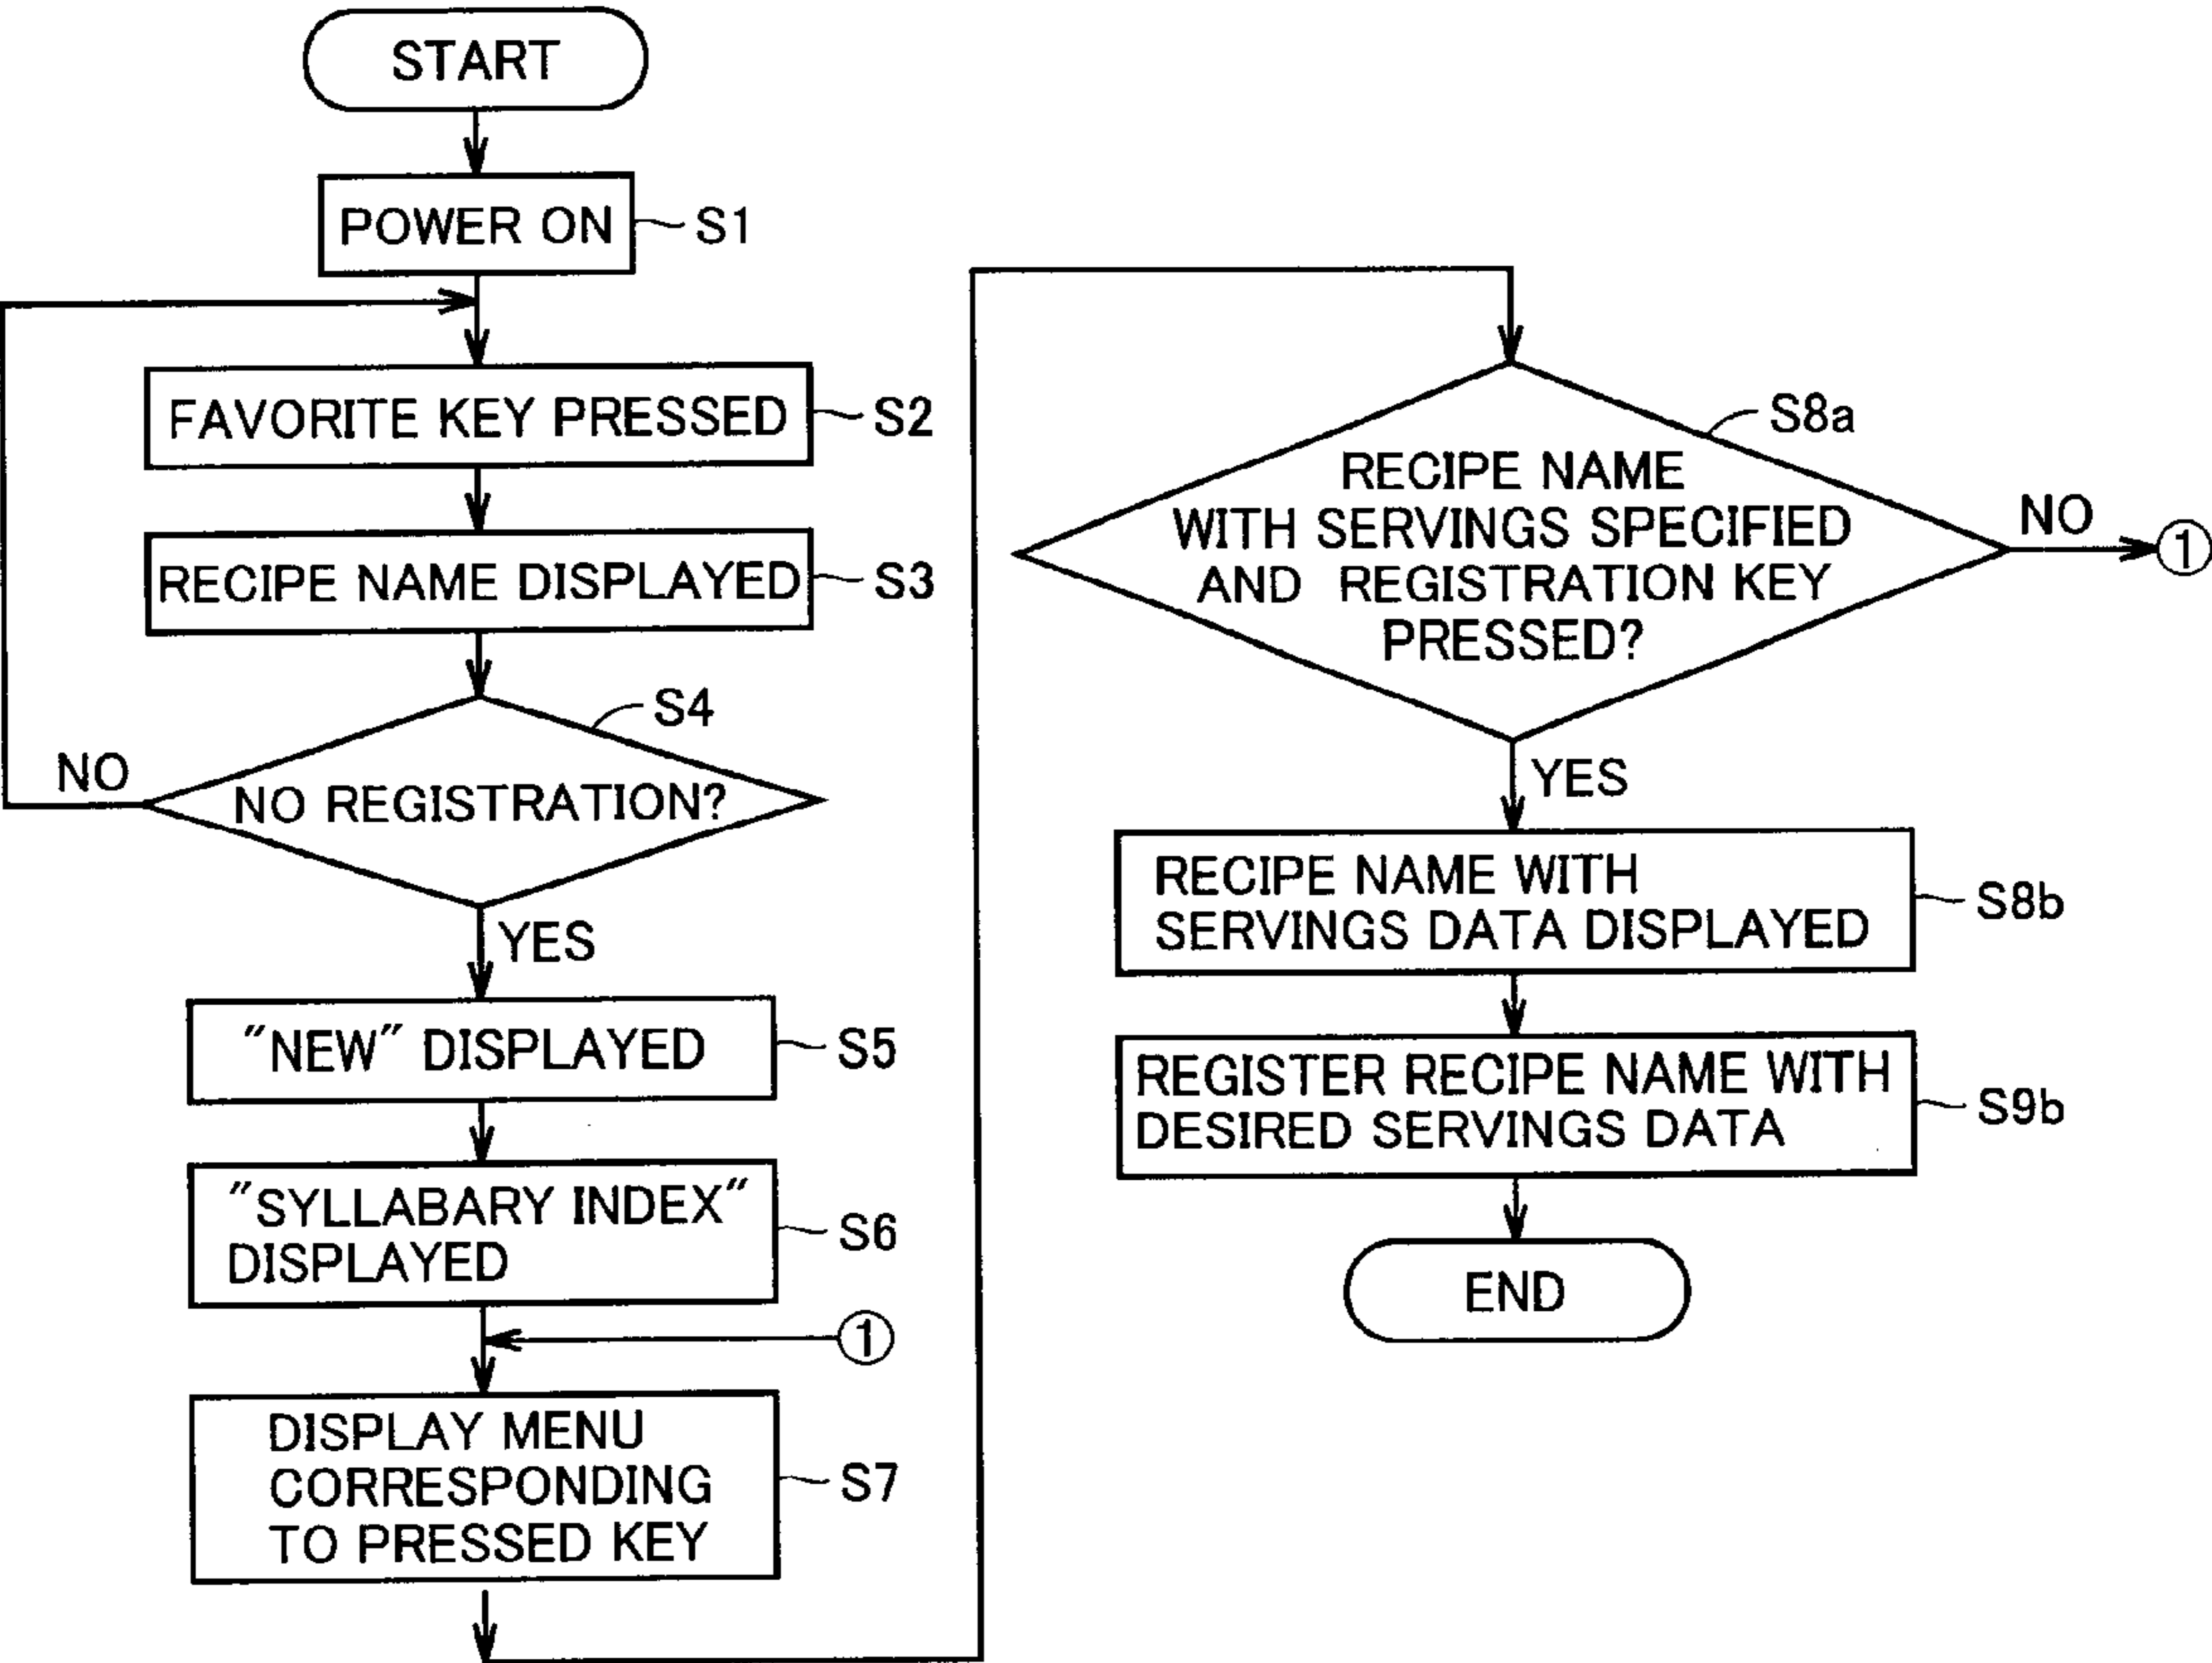 START
POWER ON
S1
FAVORITE KEY PRESSED
S2
RECIPE NAME DISPLAYED
S3
S4
NO
NO REGISTRATION?
YES
"NEW" DISPLAYED
S5
"SYLLABARY INDEX"
DISPLAYED
S6
1
DISPLAY MENU
CORRESPONDING
TO PRESSED KEY
S7
S8a
RECIPE NAME
WITH SERVINGS SPECIFIED
AND REGISTRATION KEY
PRESSED?
NO
1
YES
RECIPE NAME WITH
SERVINGS DATA DISPLAYED
S8b
REGISTER RECIPE NAME WITH
DESIRED SERVINGS DATA
S9b
END